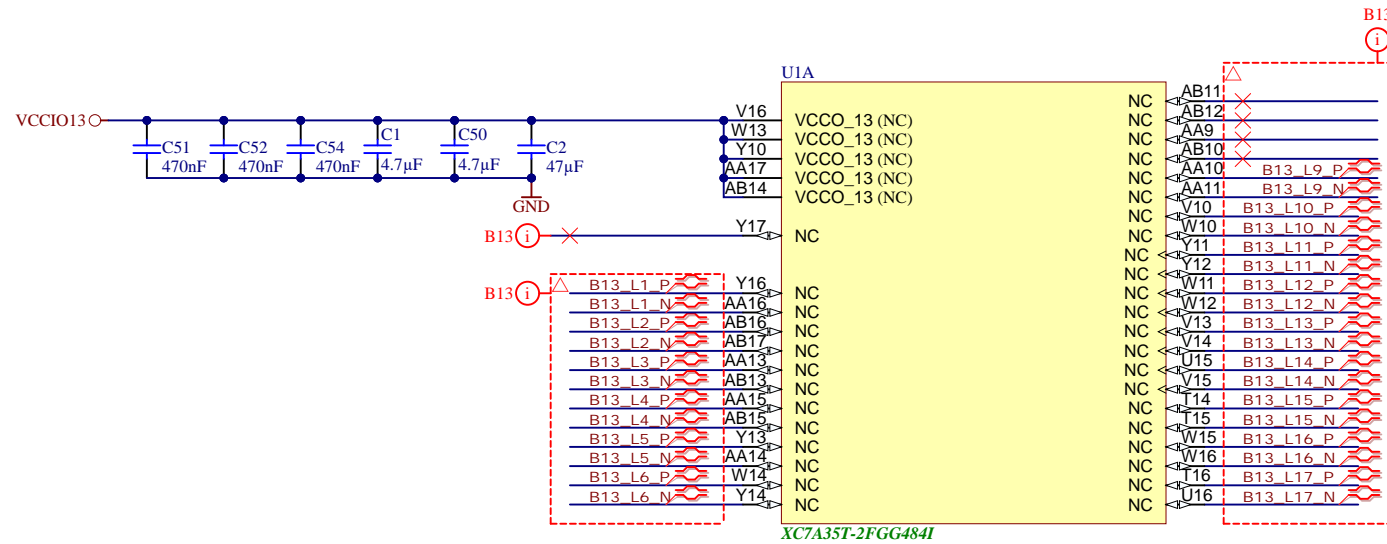 B13
i
U1A
VCCIO13
C51
470nF
C52
470nF
C54
470nF
C1
4.7µF
C50
4.7µF
C2
47µF
GND
V16 VCCO_13 (NC)
W13 VCCO_13 (NC)
Y10 VCCO_13 (NC)
AA17 VCCO_13 (NC)
AB14 VCCO_13 (NC)
B13 i Y17 NC
B13 i
B13_L1_P Y16 NC
B13_L1_N AA16 NC
B13_L2_P AB16 NC
B13_L2_N AB17 NC
B13_L3_P AA13 NC
B13_L3_N AB13 NC
B13_L4_P AA15 NC
B13_L4_N AB15 NC
B13_L5_P Y13 NC
B13_L5_N AA14 NC
B13_L6_P W14 NC
B13_L6_N Y14 NC
NC AB11
NC AB12
NC AA9
NC AB10
NC AA10 B13_L9_P
NC AA11 B13_L9_N
NC V10 B13_L10_P
NC W10 B13_L10_N
NC Y11 B13_L11_P
NC Y12 B13_L11_N
NC W11 B13_L12_P
NC W12 B13_L12_N
NC V13 B13_L13_P
NC V14 B13_L13_N
NC U15 B13_L14_P
NC V15 B13_L14_N
NC T14 B13_L15_P
NC T15 B13_L15_N
NC W15 B13_L16_P
NC W16 B13_L16_N
NC T16 B13_L17_P
NC U16 B13_L17_N
XC7A35T-2FGG484I